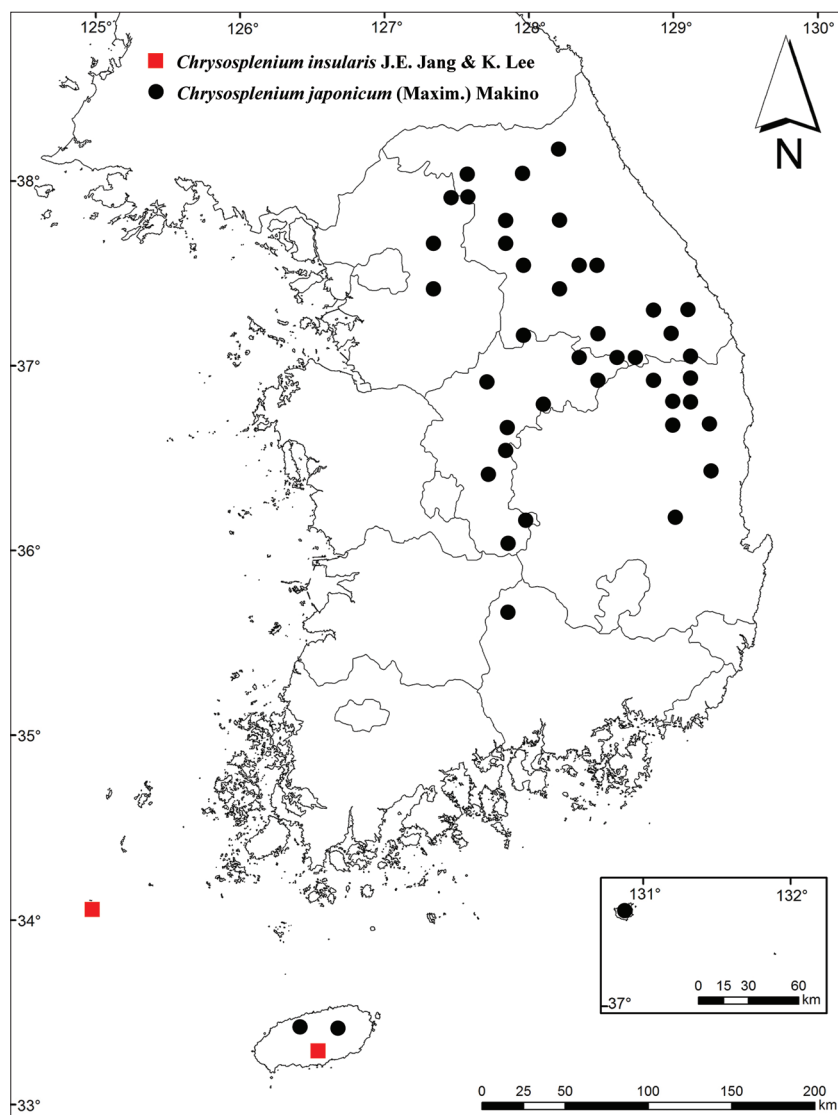 125° 126° 127° 128° 129° 130°
Chrysosplenium insularis J.E. Jang & K. Lee
Chrysosplenium japonicum (Maxim.) Makino
N
38°
37°
36°
35°
34°
33°
131° 132°
37°
0 15 30 60
km
0 25 50 100 150 200
km